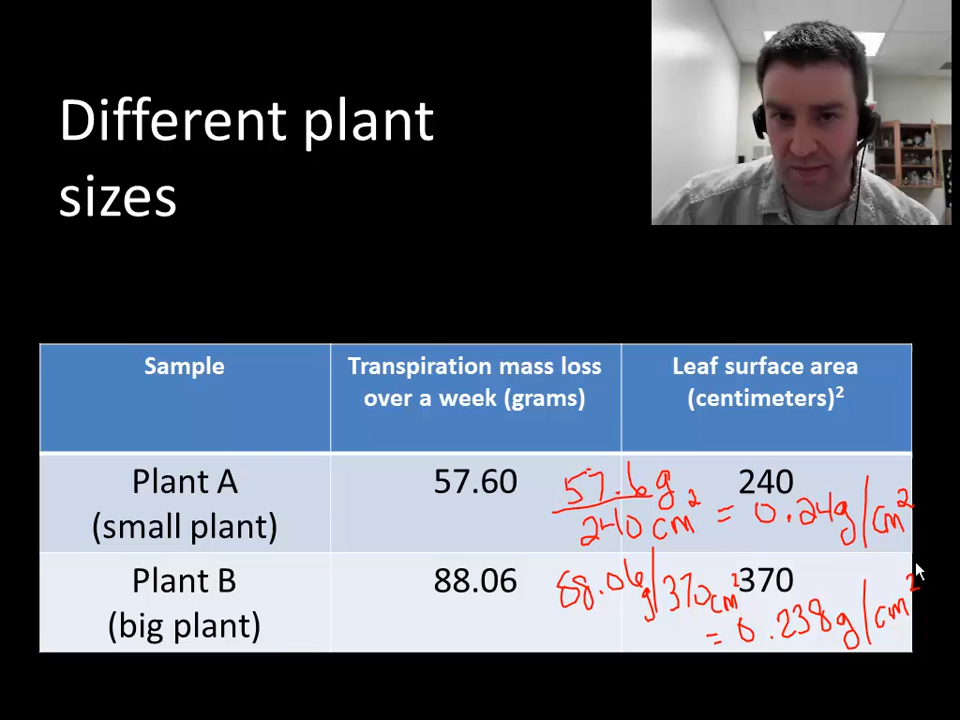 Different plant
sizes
Sample
Transpiration mass loss
over a week (grams)
Leaf surface area
(centimeters)²
Plant A
(small plant)
57.60
57.6g
240 cm²
= 0.24g/cm²
240
Plant B
(big plant)
88.06
88.06g/370cm²
= 0.238g/cm²
370